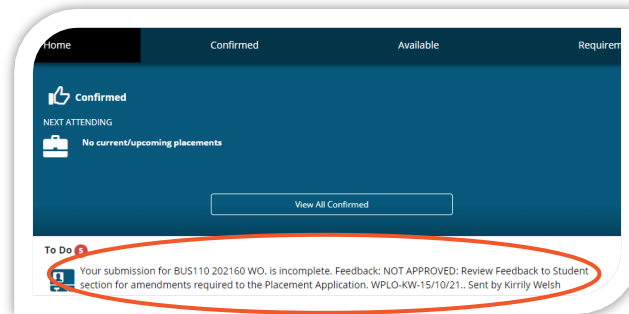 Home Confirmed Available Requirem
Confirmed
NEXT ATTENDING
No current/upcoming placements
View All Confirmed
To Do 5
Your submission for BUS110 202160 WO. is incomplete. Feedback: NOT APPROVED: Review Feedback to Student
section for amendments required to the Placement Application. WPLO-KW-15/10/21.. Sent by Kirrily Welsh